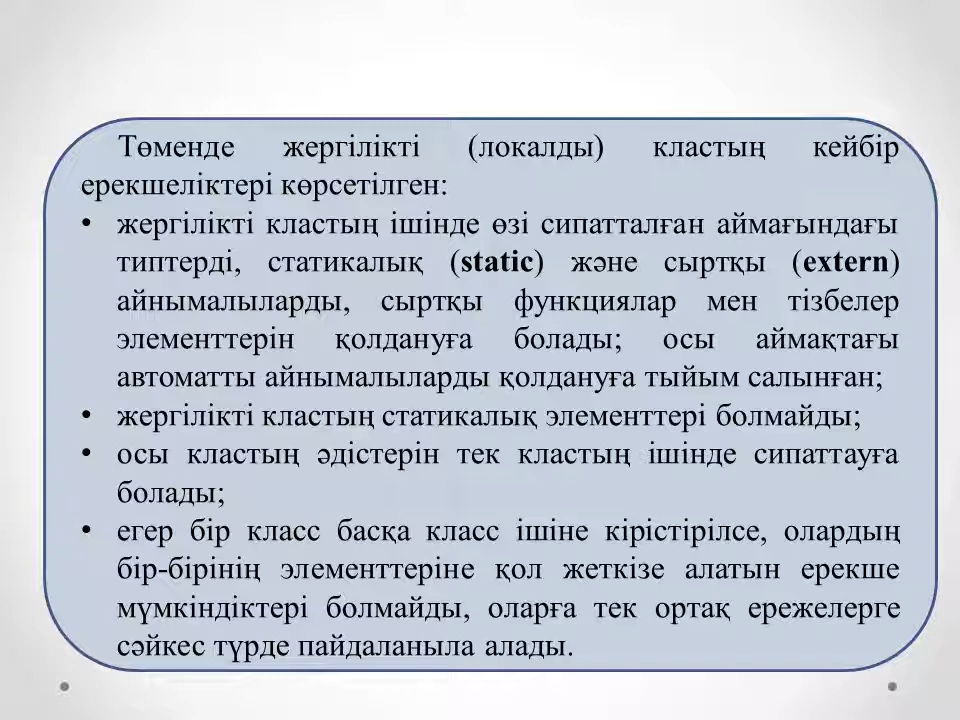 Төменде жергілікті (локалды) кластың кейбір
ерекшеліктері көрсетілген:
• жергілікті кластың ішінде өзі сипатталған аймағындағы
типтерді, статикалық (static) және сыртқы (extern)
айнымалыларды, сыртқы функциялар мен тізбелер
элементтерін қолдануға болады; осы аймақтағы
автоматты айнымалыларды қолдануға тыйым салынған;
• жергілікті кластың статикалық элементтері болмайды;
• осы кластың әдістерін тек кластың ішінде сипаттауға
болады;
• егер бір класс басқа класс ішіне кірістірілсе, олардың
бір-бірінің элементтеріне қол жеткізе алатын ерекше
мүмкіндіктері болмайды, оларға тек ортақ ережелерге
сәйкес түрде пайдаланыла алады.